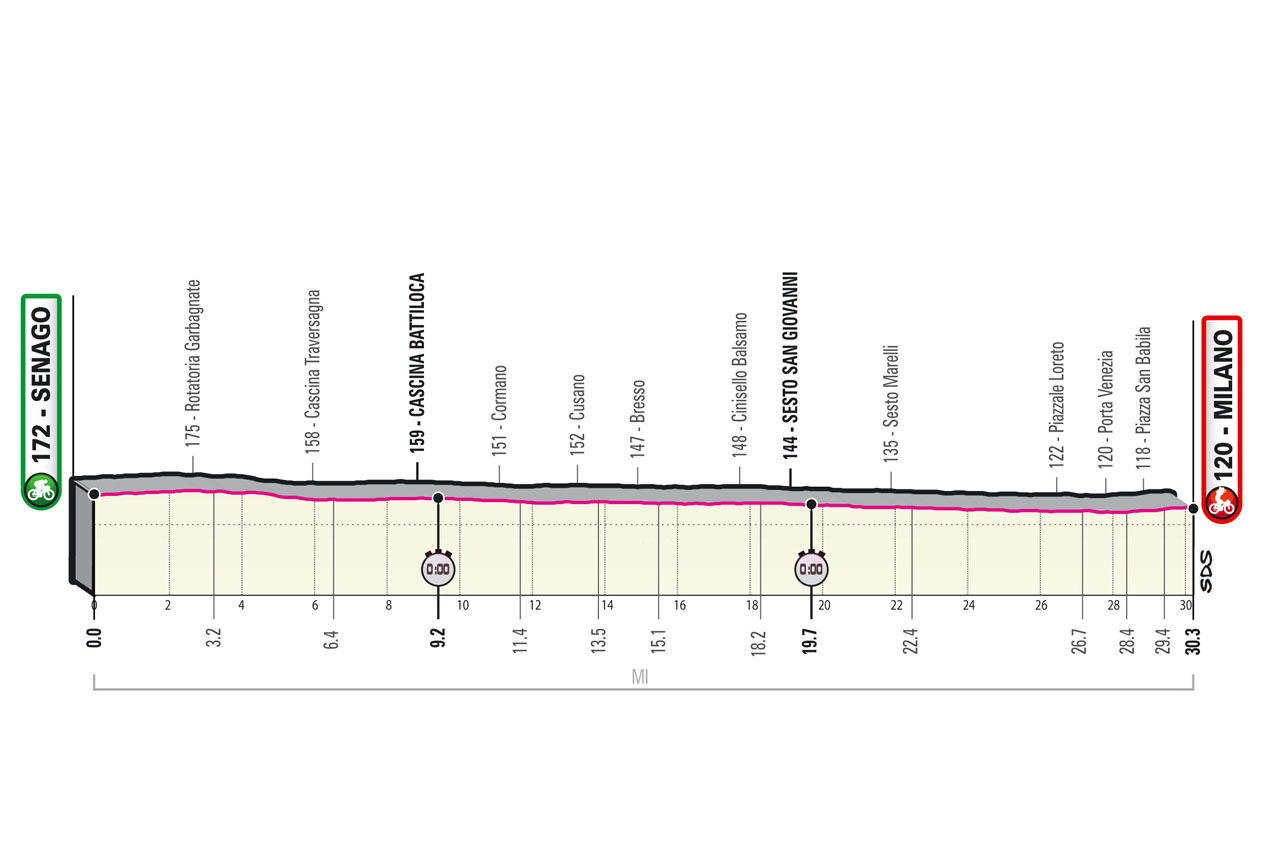 172 - SENAGO
175 - Rotatoria Garbagnate
158 - Cascina Traversagna
159 - CASCINA BATTILOCA
151 - Cormano
152 - Cusano
147 - Bresso
148 - Cinisello Balsamo
144 - SESTO SAN GIOVANNI
135 - Sesto Marelli
122 - Piazzale Loreto
120 - Porta Venezia
118 - Piazza San Babila
120 - MILANO
0:00
0:00
SDS
0 2 4 6 8 10 12 14 16 18 20 22 24 26 28 30
0.0 3.2 6.4 9.2 11.4 13.5 15.1 18.2 19.7 22.4 26.7 28.4 29.4 30.3
MI